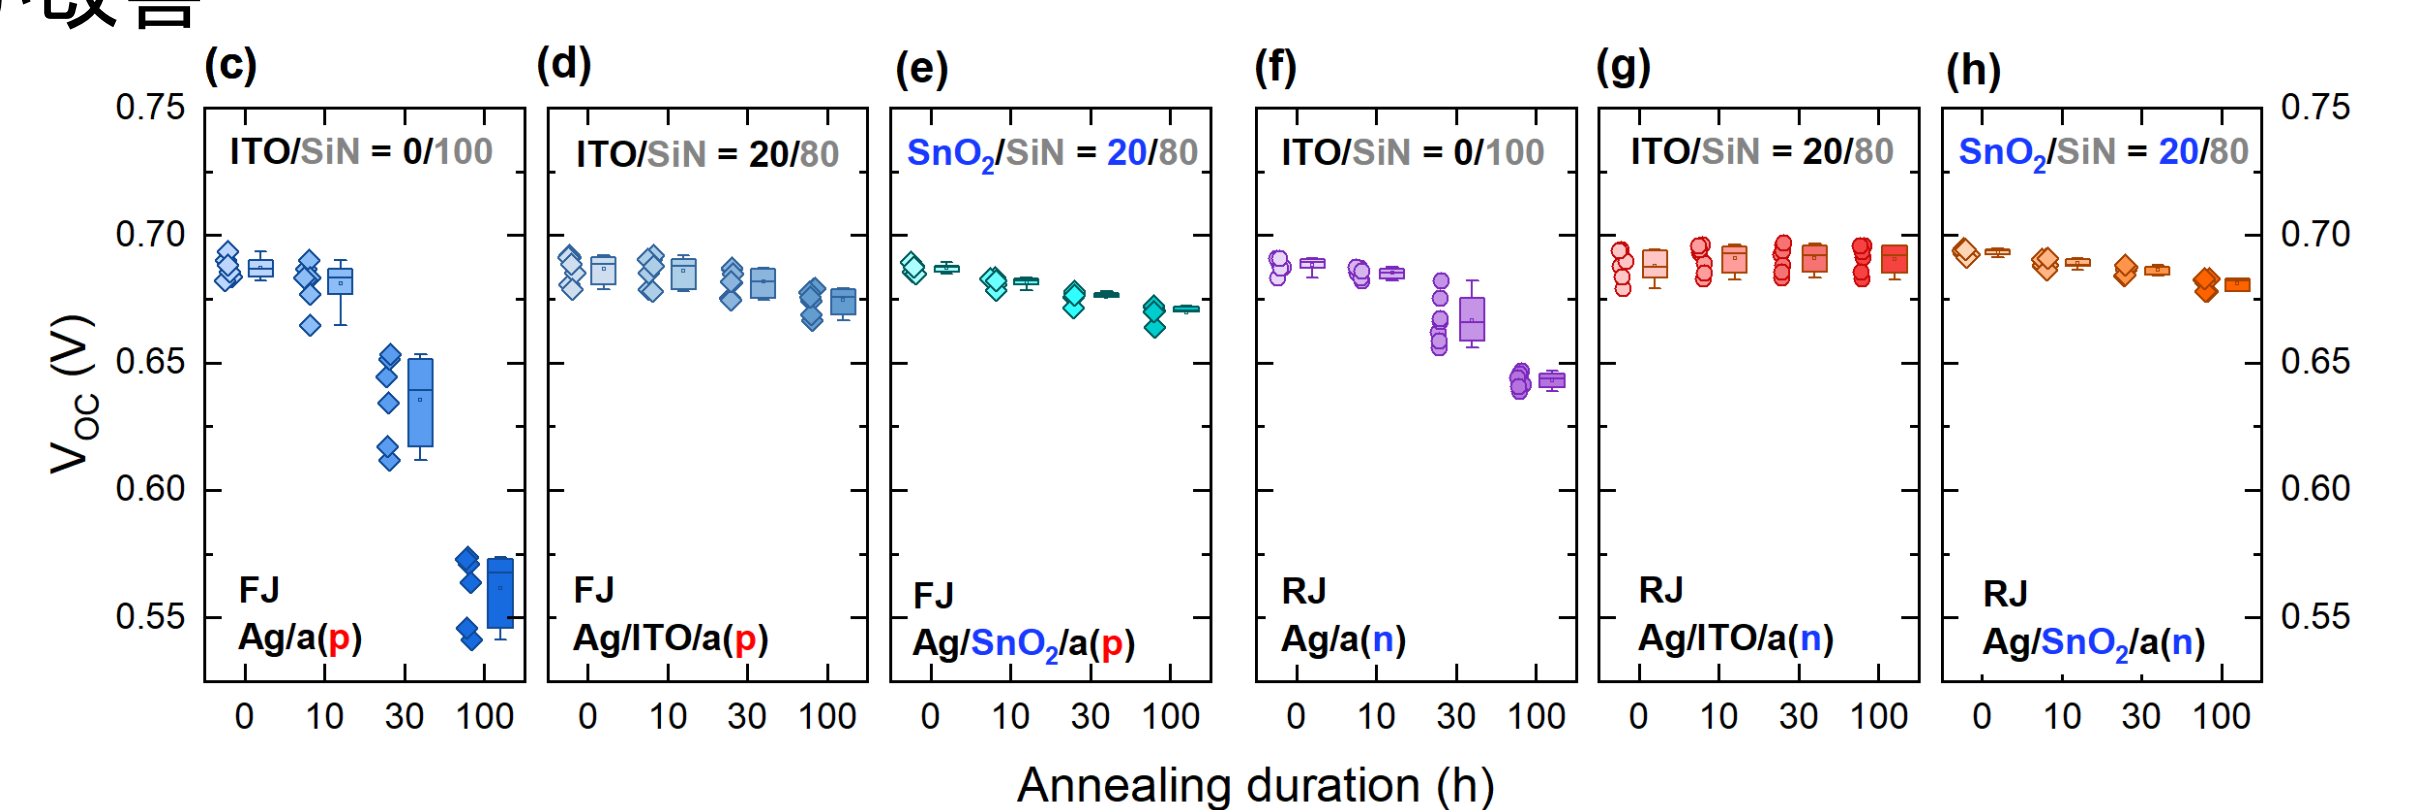 改善
(c) (d) (e) (f) (g) (h)
0.75
0.70
0.65
0.60
0.55
V_OC (V)
ITO/SiN = 0/100
FJ
Ag/a(p)
0 10 30 100
ITO/SiN = 20/80
FJ
Ag/ITO/a(p)
0 10 30 100
SnO₂/SiN = 20/80
FJ
Ag/SnO₂/a(p)
0 10 30 100
ITO/SiN = 0/100
RJ
Ag/a(n)
0 10 30 100
ITO/SiN = 20/80
RJ
Ag/ITO/a(n)
0 10 30 100
SnO₂/SiN = 20/80
RJ
Ag/SnO₂/a(n)
0 10 30 100
0.75
0.70
0.65
0.60
0.55
Annealing duration (h)